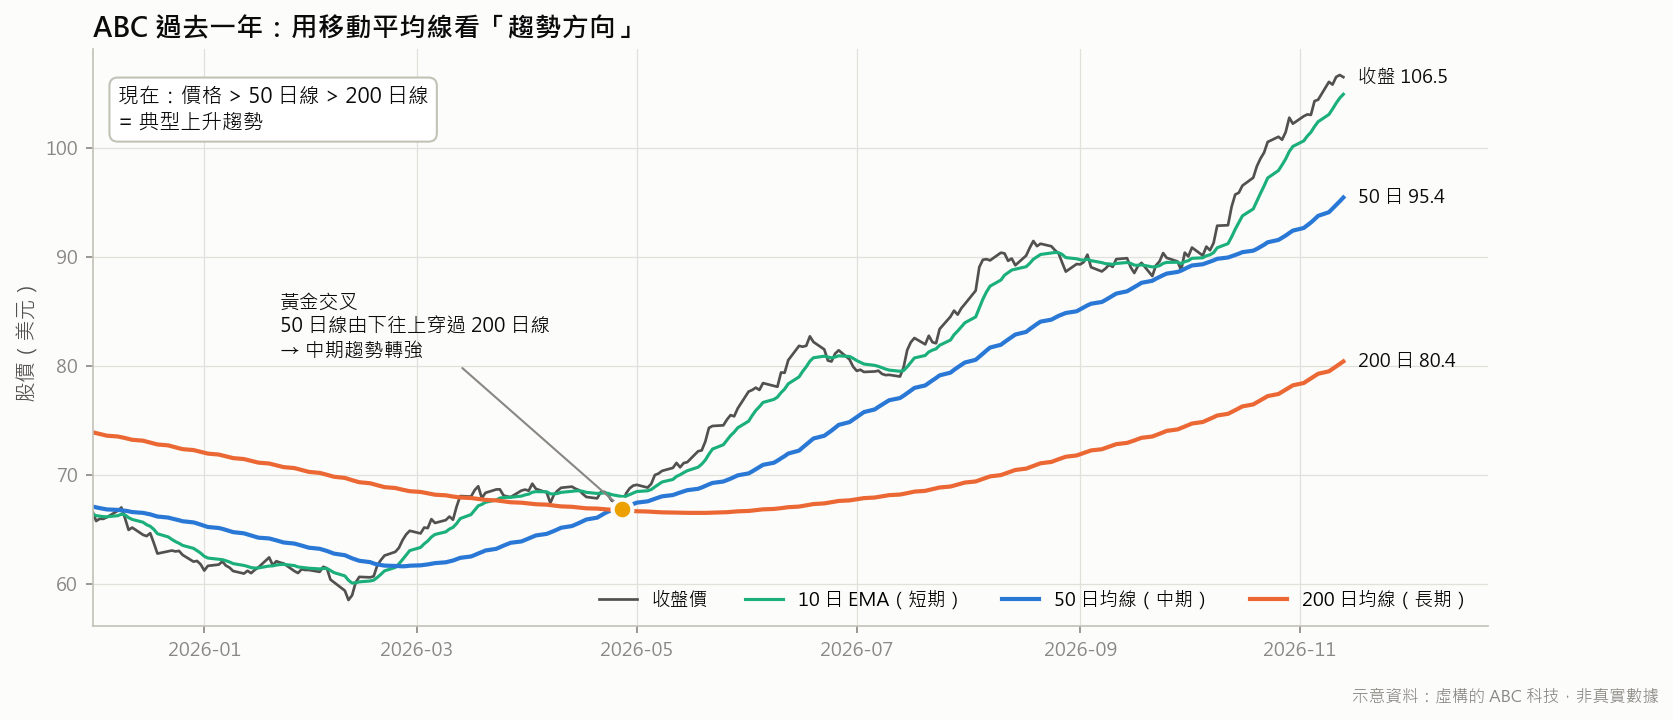 ABC 過去一年：用移動平均線看「趨勢方向」
現在：價格 > 50 日線 > 200 日線
= 典型上升趨勢
黃金交叉
50 日線由下往上穿過 200 日線
→ 中期趨勢轉強
收盤 106.5
50 日 95.4
200 日 80.4
股價（美元）
100
90
80
70
60
收盤價
10 日 EMA（短期）
50 日均線（中期）
200 日均線（長期）
2026-01
2026-03
2026-05
2026-07
2026-09
2026-11
示意資料：虛構的 ABC 科技 · 非真實數據